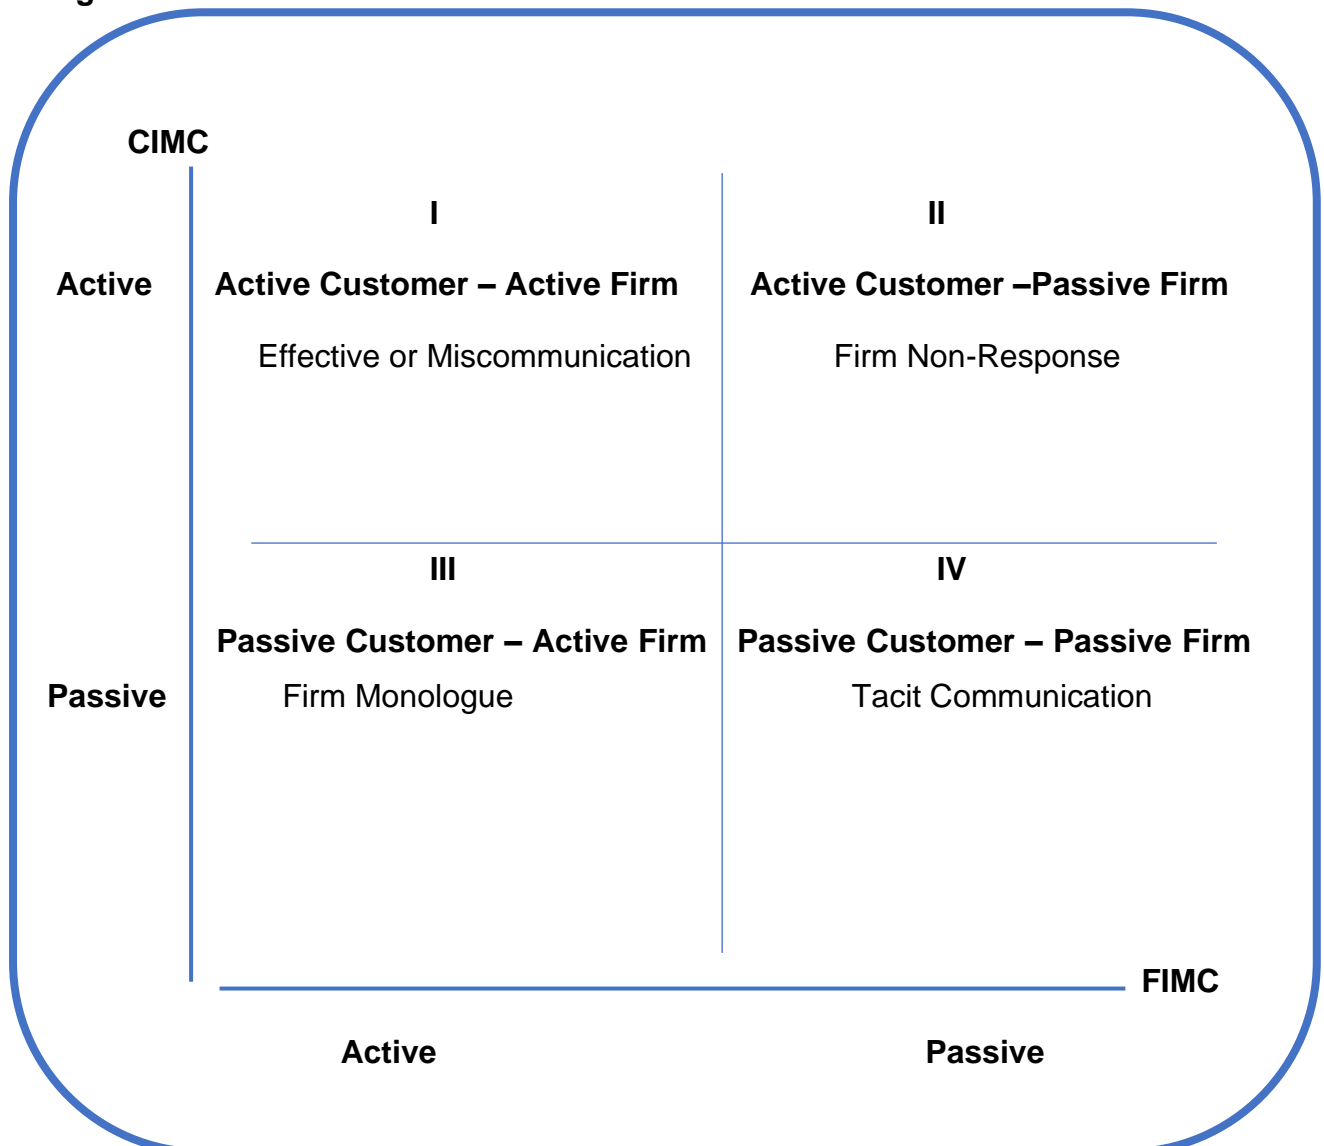 CIMC
I II
Active Active Customer – Active Firm Active Customer –Passive Firm
Effective or Miscommunication Firm Non-Response
III IV
Passive Customer – Active Firm Passive Customer – Passive Firm
Passive Firm Monologue Tacit Communication
FIMC
Active Passive